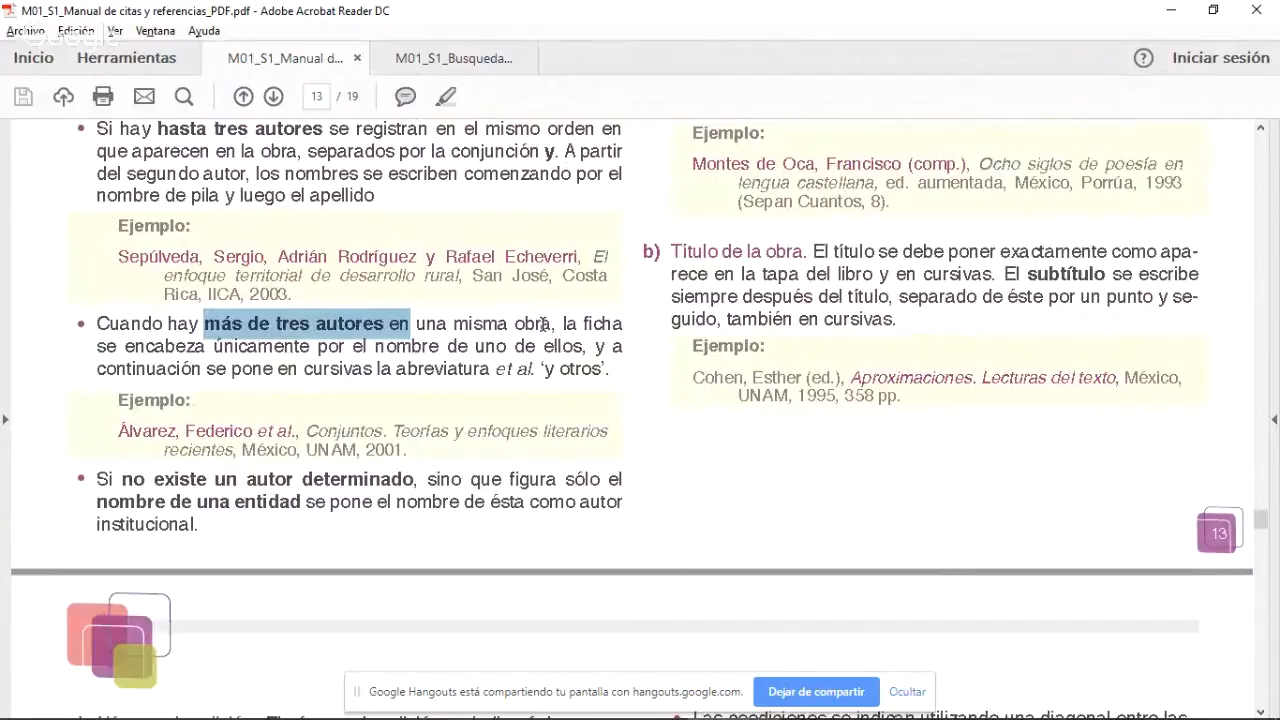 M01_S1_Manual de citas y referencias_PDF.pdf - Adobe Acrobat Reader DC
Archivo Edición Ver Ventana Ayuda
Google
Inicio Herramientas M01_S1_Manual d... × M01_S1_Busqueda... Iniciar sesión
13 / 19
• Si hay hasta tres autores se registran en el mismo orden en
que aparecen en la obra, separados por la conjunción y. A partir
del segundo autor, los nombres se escriben comenzando por el
nombre de pila y luego el apellido
Ejemplo:
Sepúlveda, Sergio, Adrián Rodríguez y Rafael Echeverri, El
enfoque territorial de desarrollo rural, San José, Costa
Rica, IICA, 2003.
• Cuando hay más de tres autores en una misma obra, la ficha
se encabeza únicamente por el nombre de uno de ellos, y a
continuación se pone en cursivas la abreviatura et al. ‘y otros’.
Ejemplo:
Álvarez, Federico et al., Conjuntos. Teorías y enfoques literarios
recientes, México, UNAM, 2001.
• Si no existe un autor determinado, sino que figura sólo el
nombre de una entidad se pone el nombre de ésta como autor
institucional.
Ejemplo:
Montes de Oca, Francisco (comp.), Ocho siglos de poesía en
lengua castellana, ed. aumentada, México, Porrúa, 1993
(Sepan Cuantos, 8).
b) Título de la obra. El título se debe poner exactamente como apa-
rece en la tapa del libro y en cursivas. El subtítulo se escribe
siempre después del título, separado de éste por un punto y se-
guido, también en cursivas.
Ejemplo:
Cohen, Esther (ed.), Aproximaciones. Lecturas del texto, México,
UNAM, 1995, 358 pp.
13
Google Hangouts está compartiendo tu pantalla con hangouts.google.com. Dejar de compartir Ocultar
Las condiciones se indican utilizando una diagonal entre las